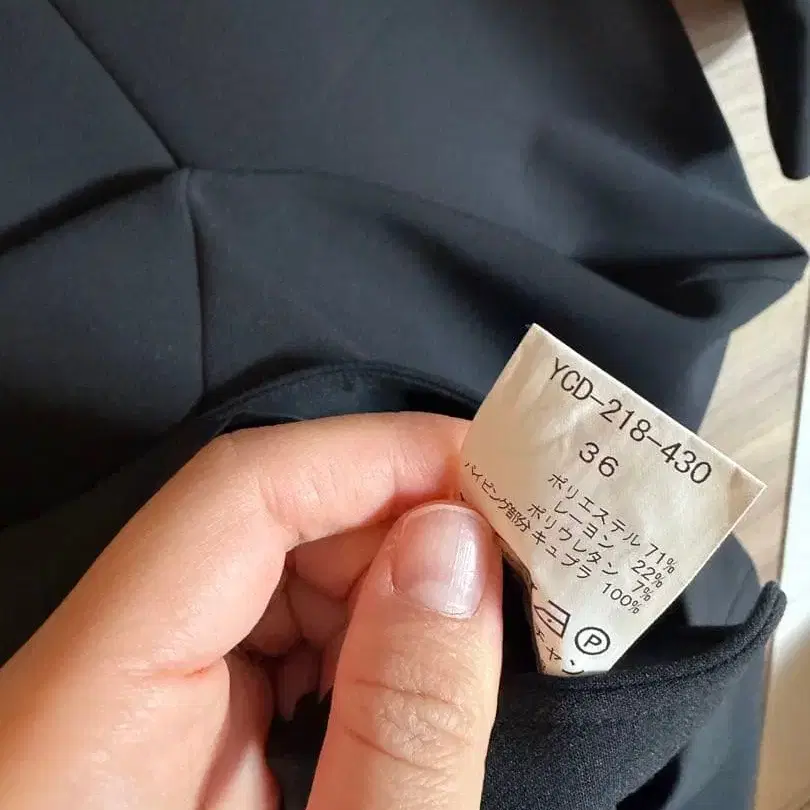 YCD-218-430
36
ポリエステル 71%
レーヨン 22%
ポリウレタン 7%
パイピング部分 キュプラ 100%
P